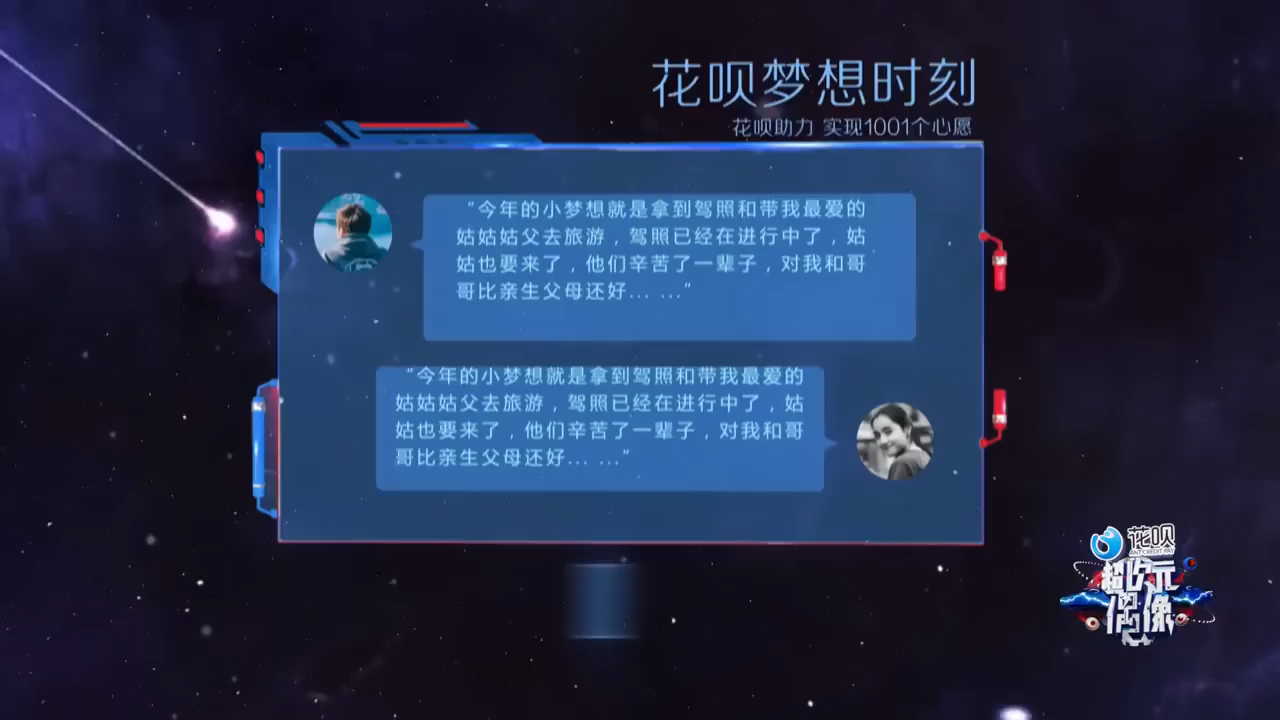 花呗梦想时刻
花呗助力 实现1001个心愿
“今年的小梦想就是拿到驾照和带我最爱的
姑姑姑父去旅游，驾照已经在进行中了，姑
姑也要来了，他们辛苦了一辈子，对我和哥
哥比亲生父母还好... ...”
“今年的小梦想就是拿到驾照和带我最爱的
姑姑姑父去旅游，驾照已经在进行中了，姑
姑也要来了，他们辛苦了一辈子，对我和哥
哥比亲生父母还好... ...”
花呗
ANT CREDIT PAY
超次元
偶像